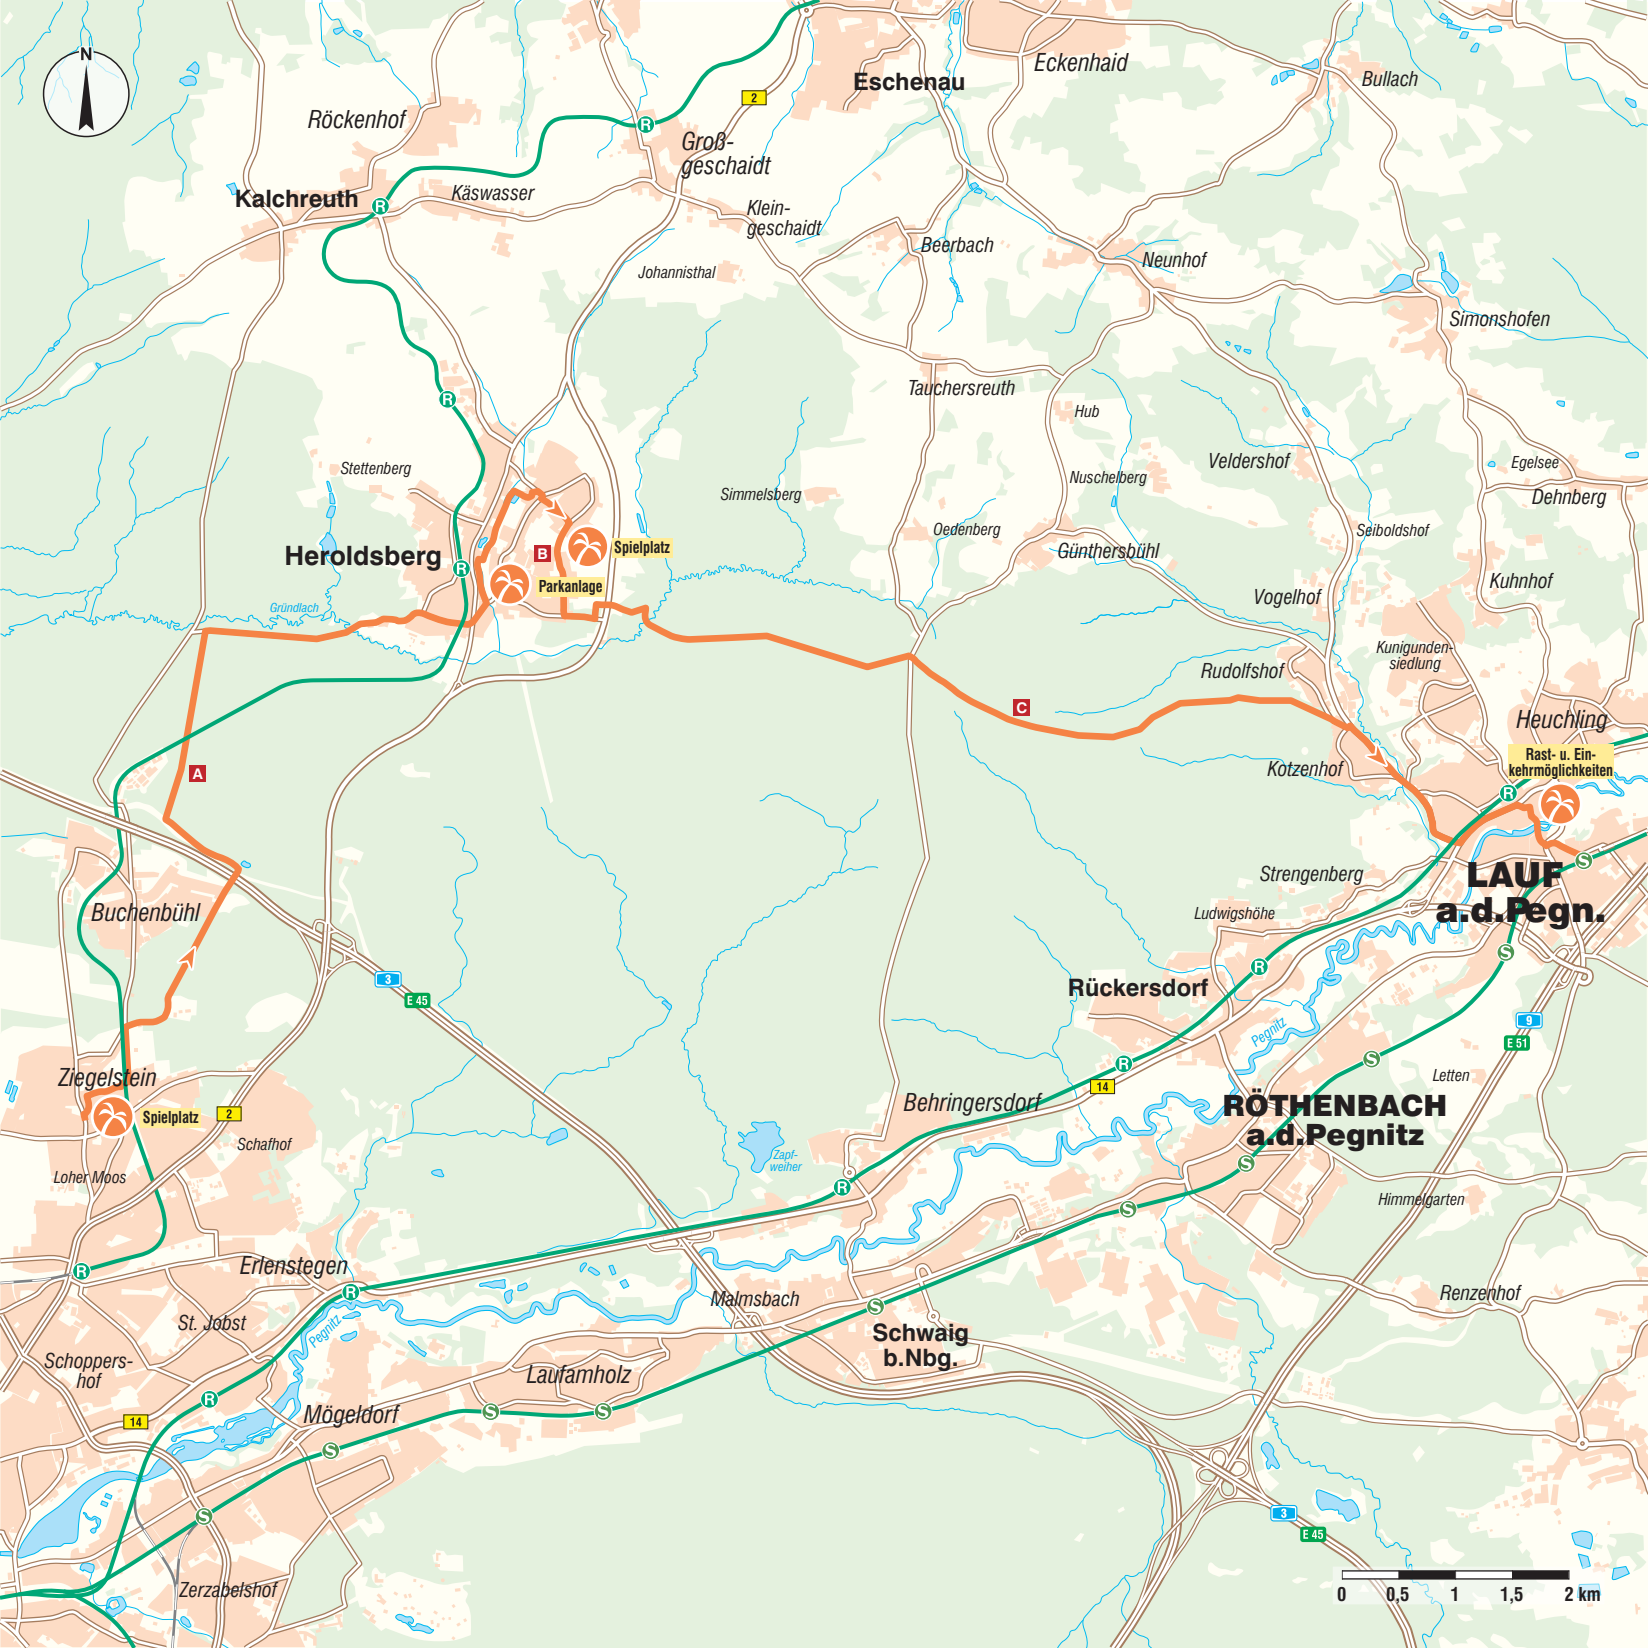 N
Eckenhaid
Eschenau
Bullach
2
Röckenhof
R
Groß-
geschaidt
Kalchreuth
R
Käswasser
Klein-
geschaidt
Beerbach
Neunhof
Johannisthal
Simonshofen
R
Tauchersreuth
Hub
Stettenberg
Simmelsberg
Nuschelberg
Veldershof
Egelsee
Dehnberg
Oedenberg
Seiboldshof
Günthersbühl
Heroldsberg
R
B
Spielplatz
Parkanlage
Kuhnhof
Vogelhof
Gründlach
Kunigunden-
siedlung
Rudolfshof
C
Heuchling
Rast- u. Ein-
kehrmöglichkeiten
A
Kotzenhof
R
S
LAUF
a.d.Pegn.
Strengenberg
Ludwigshöhe
Buchenbühl
S
R
3
E 45
Rückersdorf
9
E 51
Pegnitz
R
S
14
Letten
Ziegelstein
Spielplatz
2
Behringersdorf
RÖTHENBACH
a.d.Pegnitz
Schafhof
Zapf-
weiher
S
Loher Moos
R
S
Himmelgarten
R
Erlenstegen
R
Malmsbach
S
Renzenhof
St. Jobst
Pegnitz
Schwaig
b.Nbg.
Schoppers-
hof
Laufamholz
R
S
S
14
Mögeldorf
S
S
3
E 45
Zerzabelshof
0 0,5 1 1,5 2 km